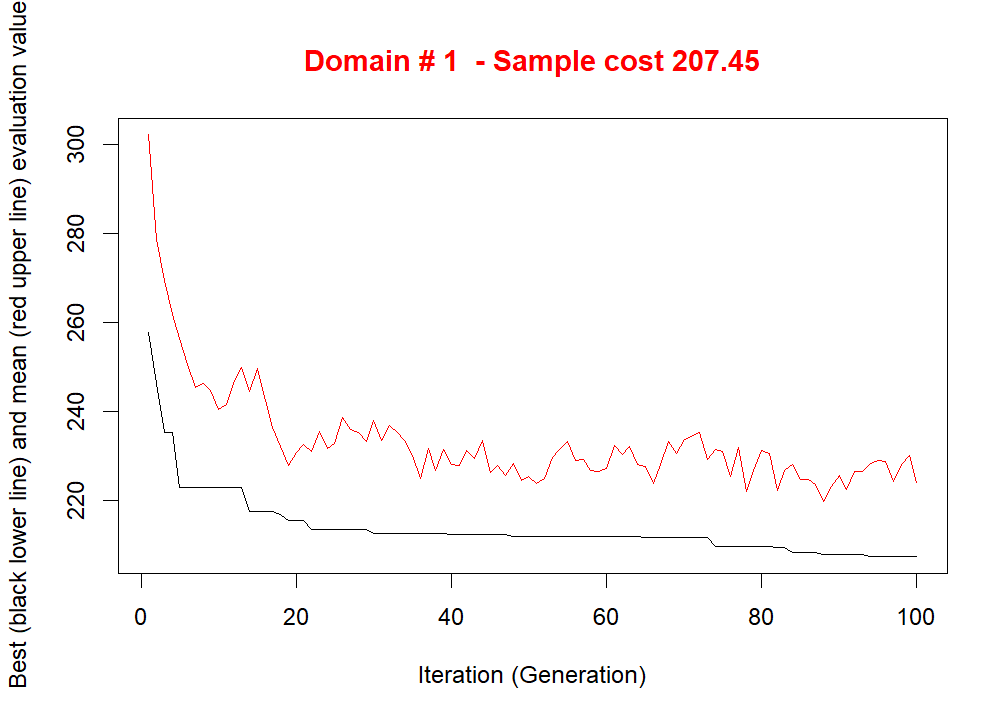 Domain # 1  - Sample cost 207.45
Best (black lower line) and mean (red upper line) evaluation value
300
280
260
240
220
0 20 40 60 80 100
Iteration (Generation)